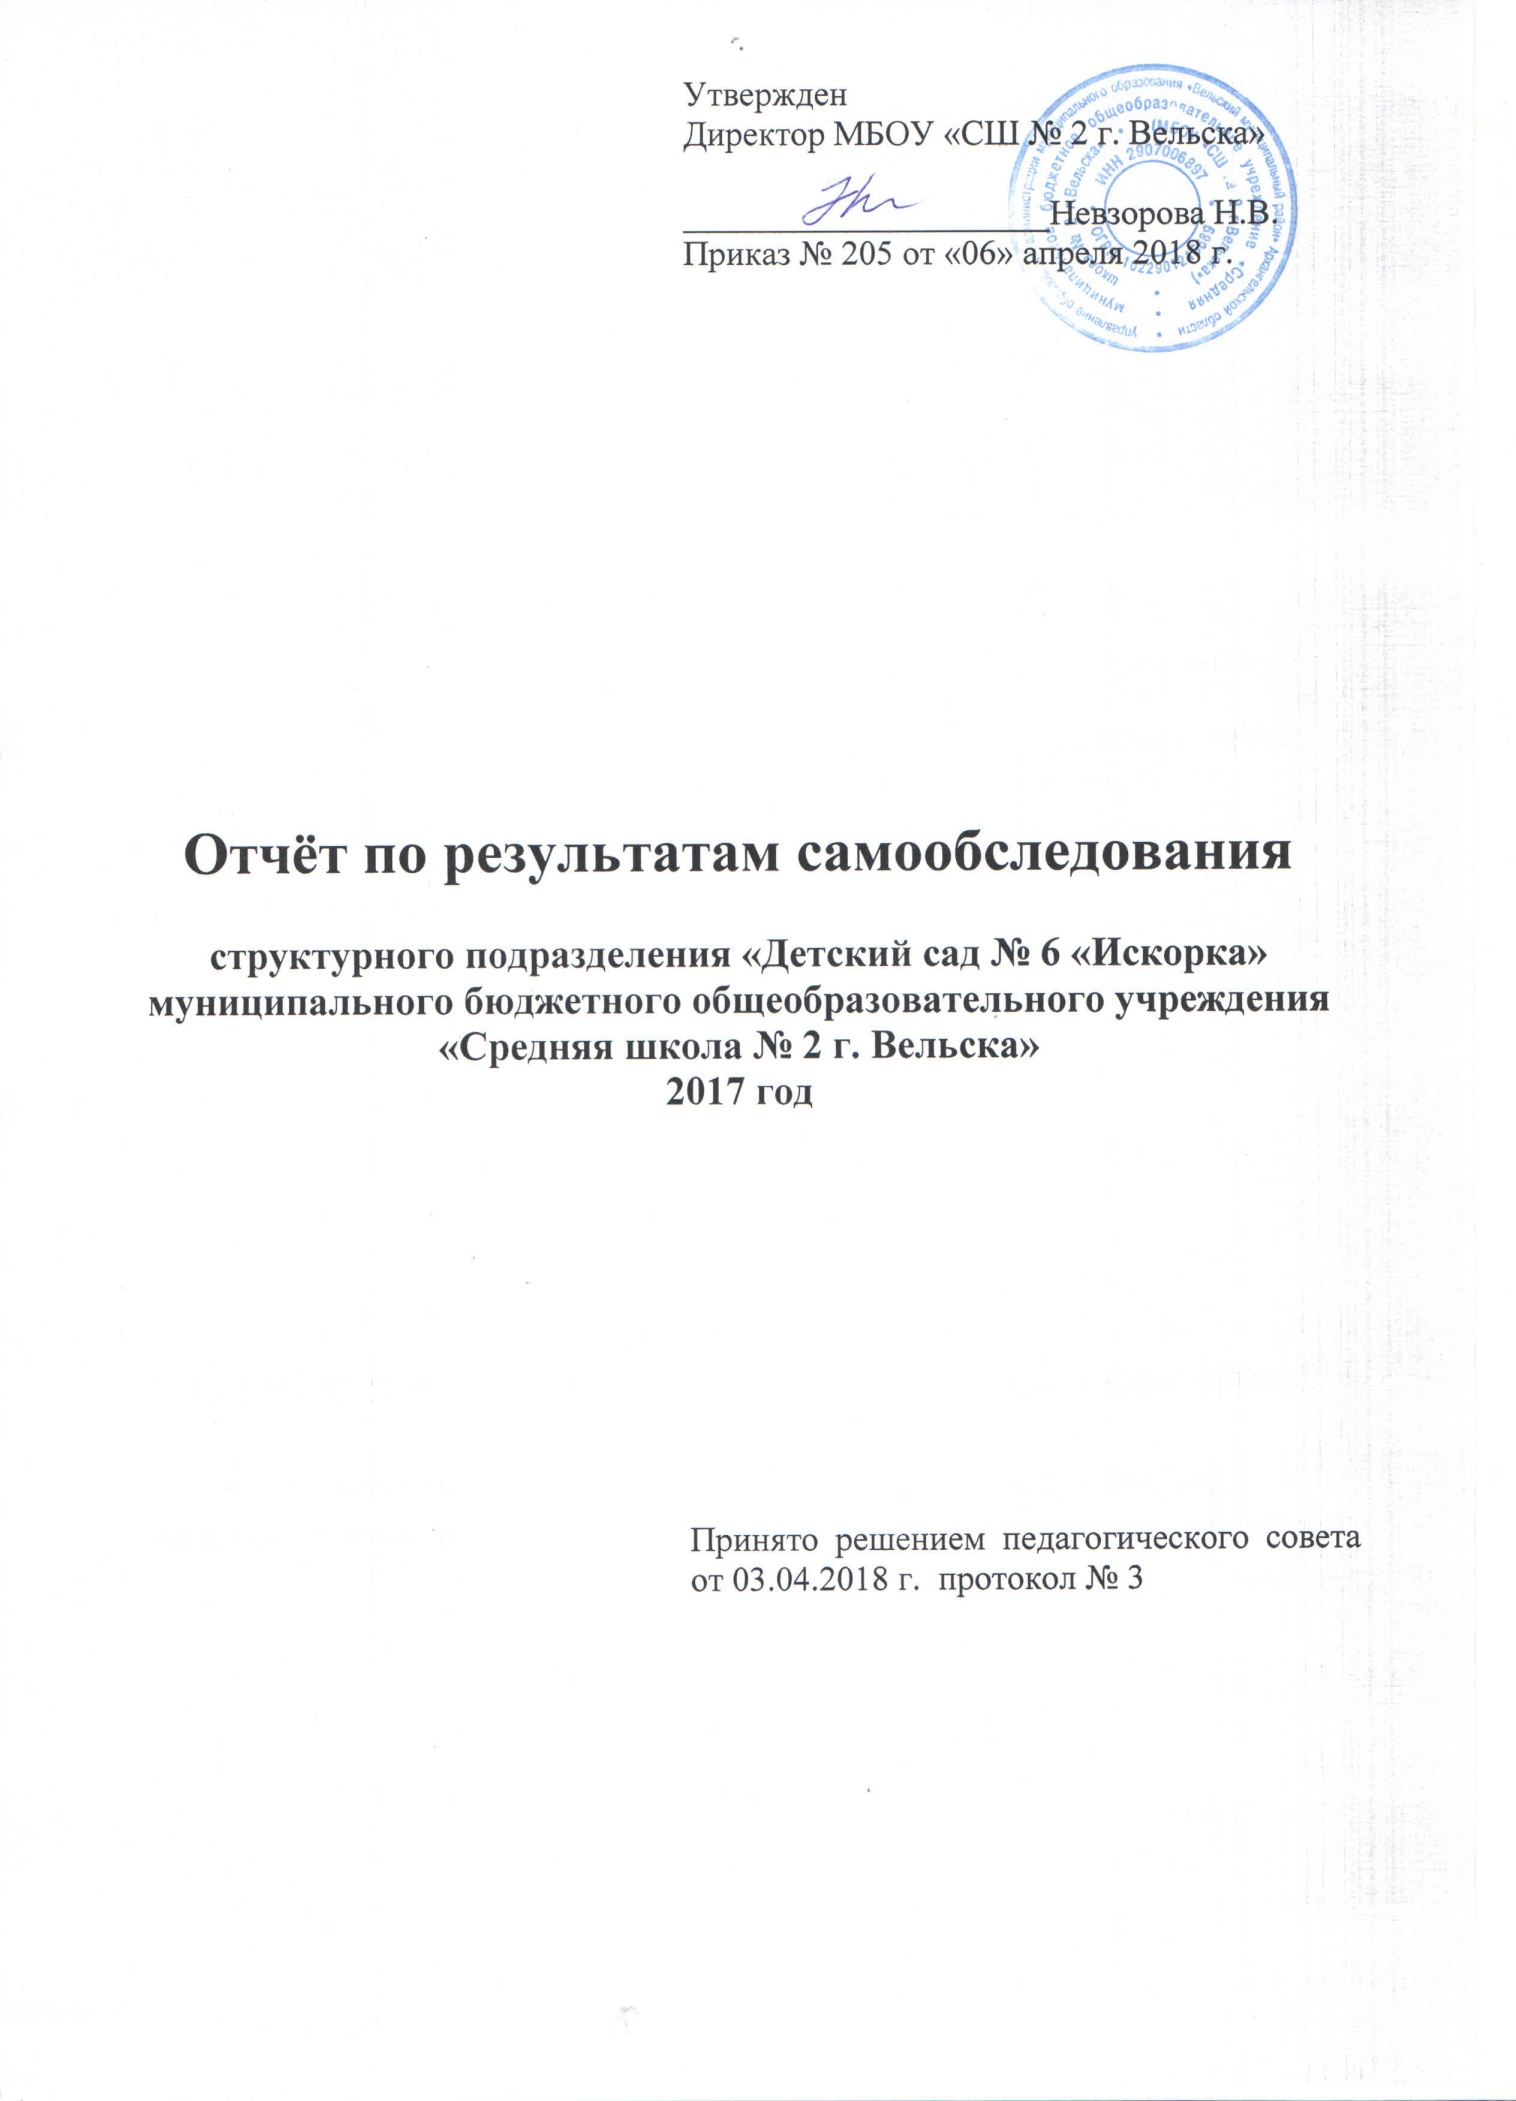 Утвержден
Директор МБОУ «СШ № 2 г. Вельска»
Невзорова Н.В.
Приказ № 205 от «06» апреля 2018 г.
ИНН 2907006897
Отчёт по результатам самообследования
структурного подразделения «Детский сад № 6 «Искорка»
муниципального бюджетного общеобразовательного учреждения
«Средняя школа № 2 г. Вельска»
2017 год
Принято решением педагогического совета
от 03.04.2018 г. протокол № 3